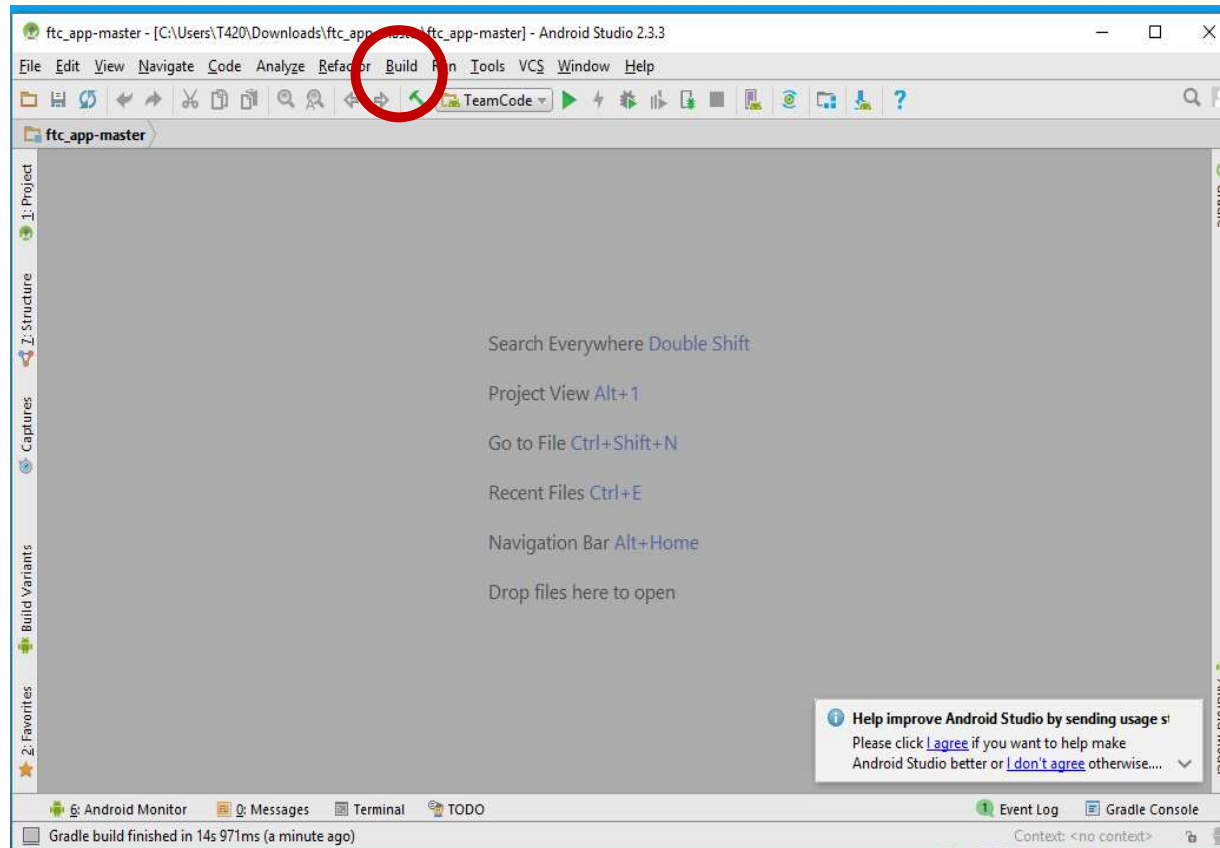 ftc_app-master - [C:\Users\T420\Downloads\ftc_app-master\ftc_app-master] - Android Studio 2.3.3
File Edit View Navigate Code Analyze Refactor Build Run Tools VCS Window Help
TeamCode
ftc_app-master
1: Project
Z: Structure
Captures
Build Variants
2: Favorites
Search Everywhere Double Shift
Project View Alt+1
Go to File Ctrl+Shift+N
Recent Files Ctrl+E
Navigation Bar Alt+Home
Drop files here to open
Help improve Android Studio by sending usage st
Please click I agree if you want to help make
Android Studio better or I don't agree otherwise....
6: Android Monitor 0: Messages Terminal TODO
1 Event Log Gradle Console
Gradle build finished in 14s 971ms (a minute ago)
Context: <no context>